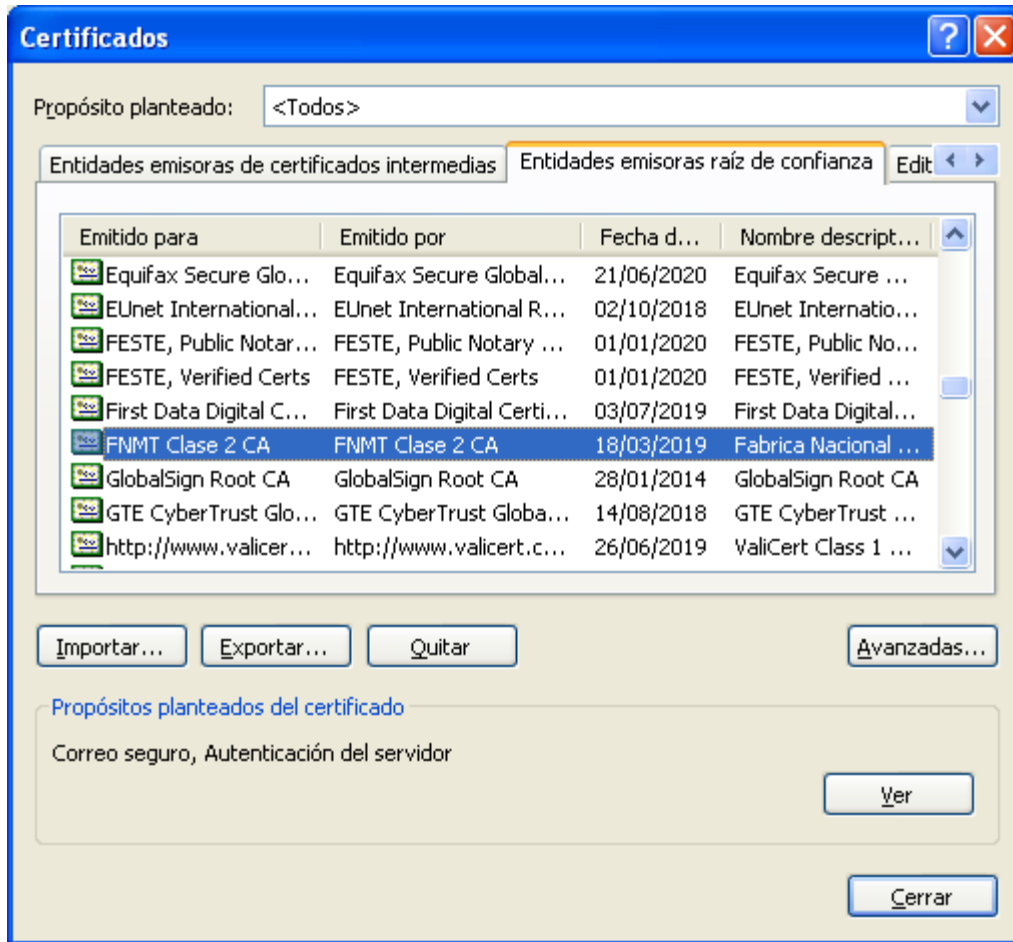 Certificados
Propósito planteado: <Todos>
Entidades emisoras de certificados intermedias Entidades emisoras raíz de confianza Edit
Emitido para Emitido por Fecha d... Nombre descript...
Equifax Secure Glo... Equifax Secure Global... 21/06/2020 Equifax Secure ...
EUnet International... EUnet International R... 02/10/2018 EUnet Internatio...
FESTE, Public Notar... FESTE, Public Notary ... 01/01/2020 FESTE, Public No...
FESTE, Verified Certs FESTE, Verified Certs 01/01/2020 FESTE, Verified ...
First Data Digital C... First Data Digital Certi... 03/07/2019 First Data Digital...
FNMT Clase 2 CA FNMT Clase 2 CA 18/03/2019 Fabrica Nacional ...
GlobalSign Root CA GlobalSign Root CA 28/01/2014 GlobalSign Root CA
GTE CyberTrust Glo... GTE CyberTrust Globa... 14/08/2018 GTE CyberTrust ...
http://www.valicer... http://www.valicert.c... 26/06/2019 ValiCert Class 1 ...
Importar... Exportar... Quitar Avanzadas...
Propósitos planteados del certificado
Correo seguro, Autenticación del servidor
Ver
Cerrar